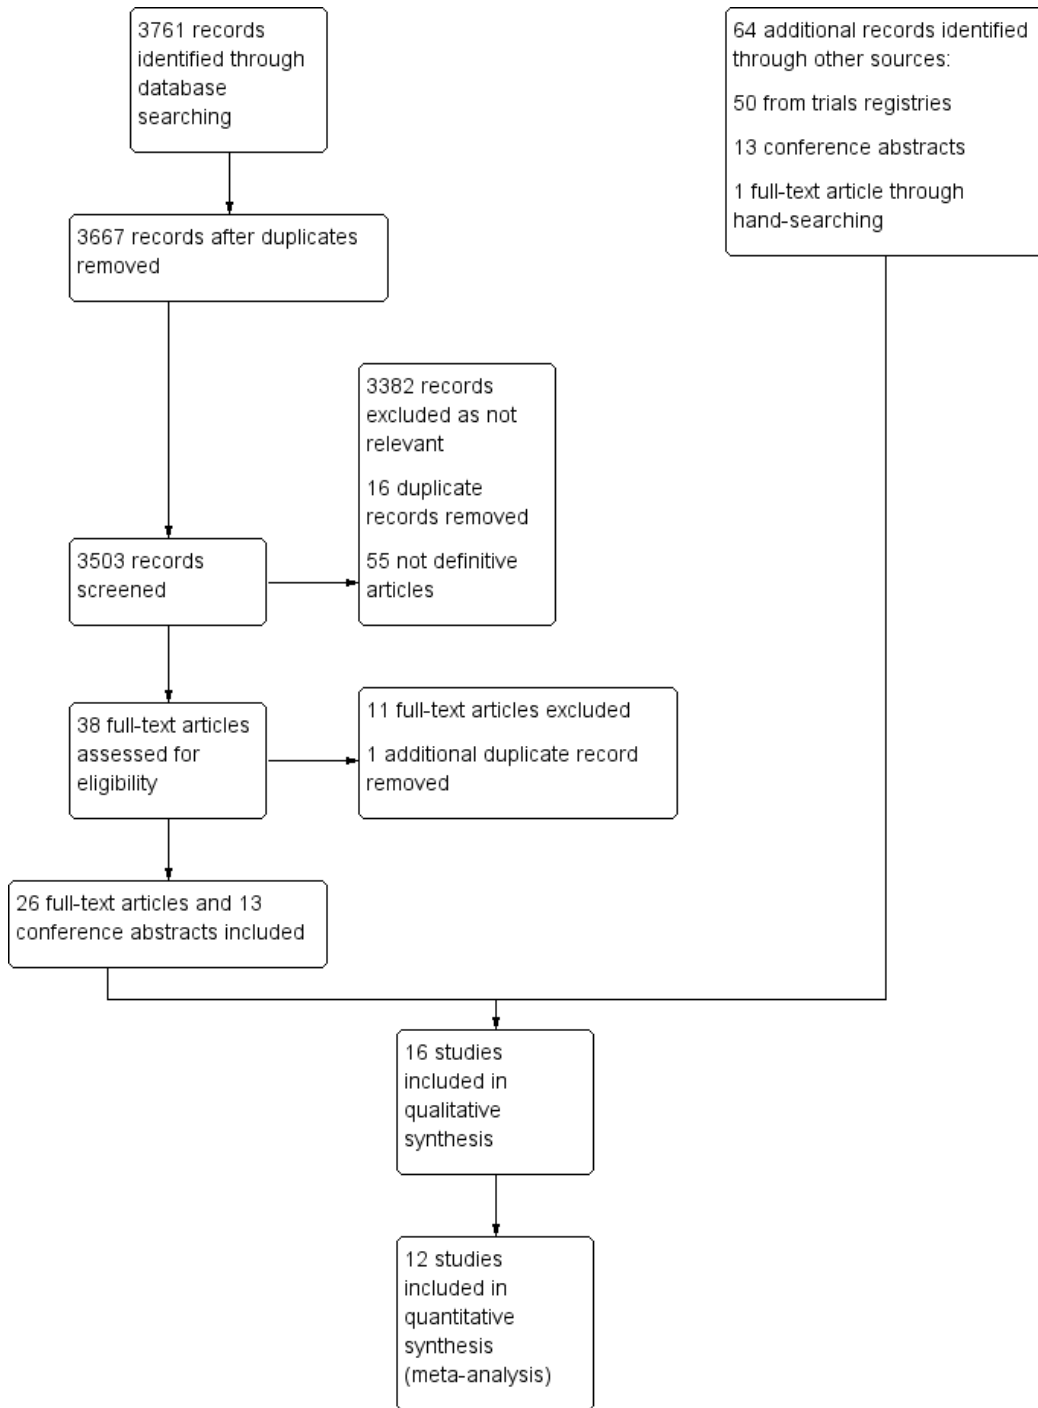 3761 records
identified through
database
searching
64 additional records identified
through other sources:
50 from trials registries
13 conference abstracts
1 full-text article through
hand-searching
3667 records after duplicates
removed
3382 records
excluded as not
relevant
16 duplicate
records removed
55 not definitive
articles
3503 records
screened
38 full-text articles
assessed for
eligibility
11 full-text articles excluded
1 additional duplicate record
removed
26 full-text articles and 13
conference abstracts included
16 studies
included in
qualitative
synthesis
12 studies
included in
quantitative
synthesis
(meta-analysis)